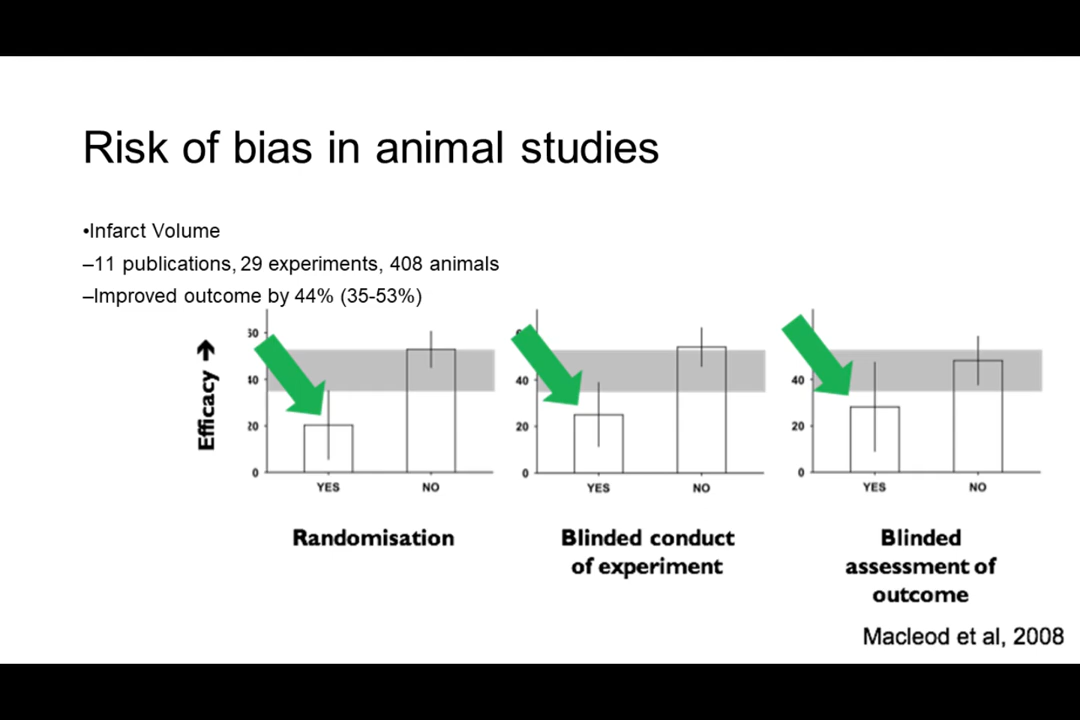 Risk of bias in animal studies
•Infarct Volume
–11 publications, 29 experiments, 408 animals
–Improved outcome by 44% (35-53%)
Efficacy →
40
20
0
YES NO
Randomisation
40
20
0
YES NO
Blinded conduct
of experiment
40
20
0
YES NO
Blinded
assessment of
outcome
Macleod et al, 2008